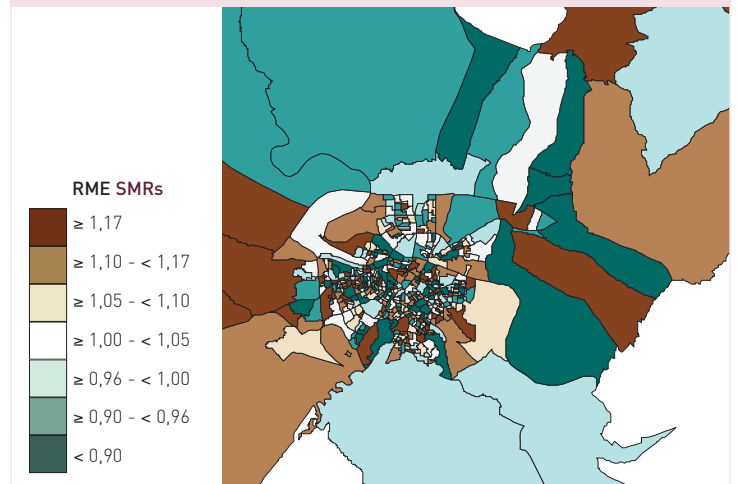 RME SMRs
≥ 1,17
≥ 1,10 - < 1,17
≥ 1,05 - < 1,10
≥ 1,00 - < 1,05
≥ 0,96 - < 1,00
≥ 0,90 - < 0,96
< 0,90